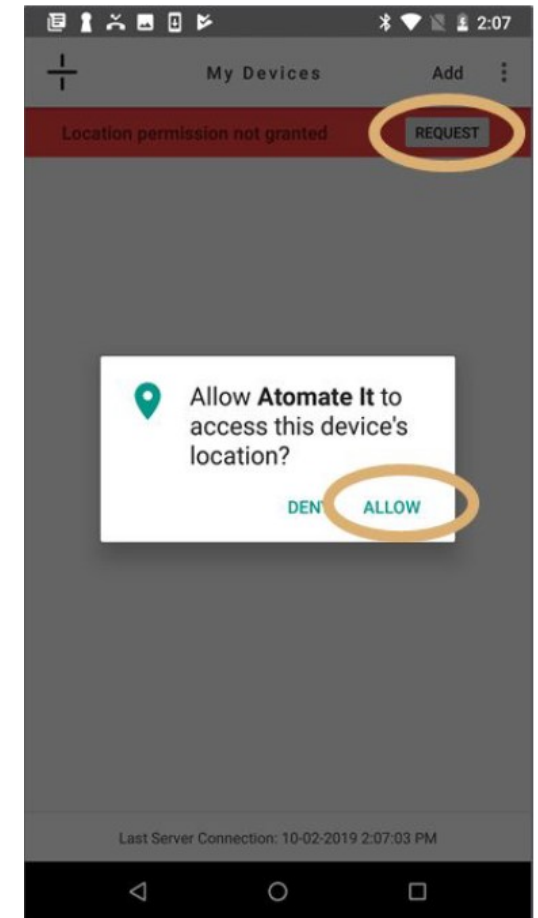 2:07
My Devices Add
Location permission not granted REQUEST
Allow Atomate It to
access this device's
location?
DENY ALLOW
Last Server Connection: 10-02-2019 2:07:03 PM